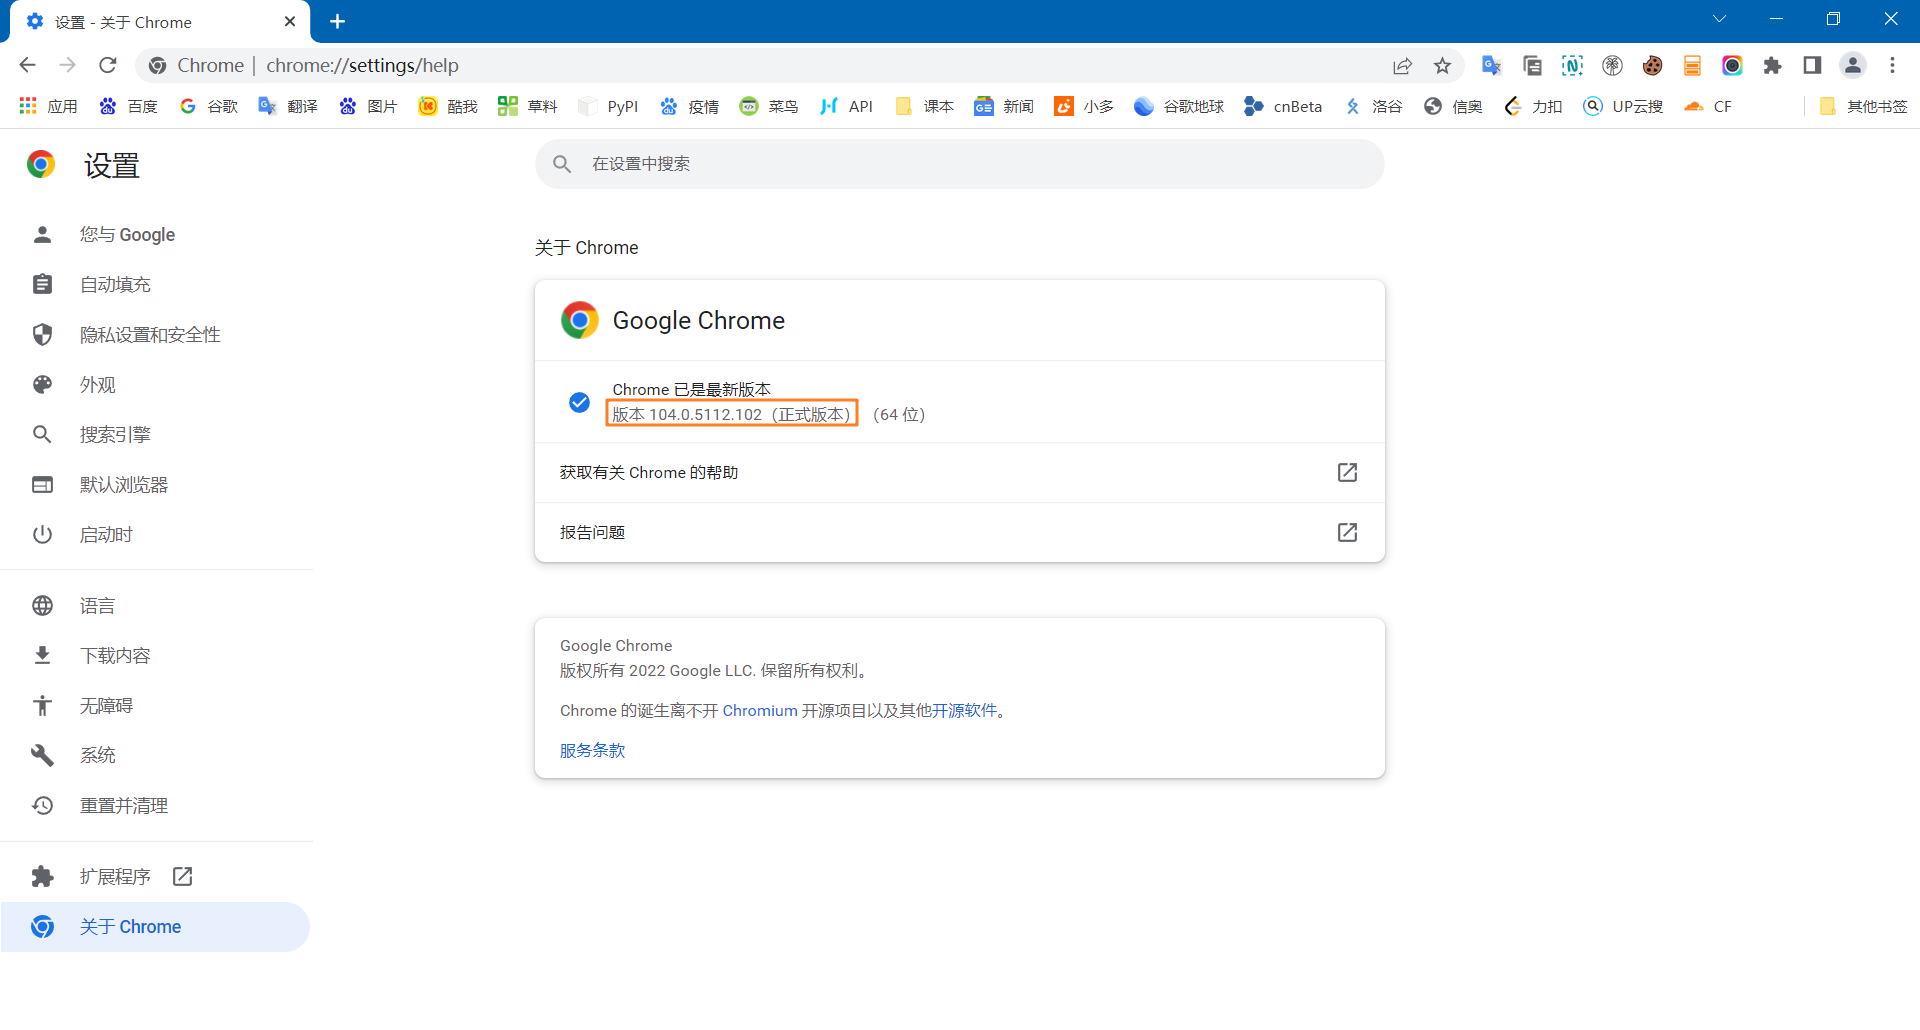 设置 - 关于 Chrome
Chrome | chrome://settings/help
应用 百度 谷歌 翻译 图片 酷我 草料 PyPI 疫情 菜鸟 API 课本 新闻 小多 谷歌地球 cnBeta 洛谷 信奥 力扣 UP云搜 CF 其他书签
设置
在设置中搜索
您与 Google
自动填充
隐私设置和安全性
外观
搜索引擎
默认浏览器
启动时
语言
下载内容
无障碍
系统
重置并清理
扩展程序
关于 Chrome
关于 Chrome
Google Chrome
Chrome 已是最新版本
版本 104.0.5112.102（正式版本） （64 位）
获取有关 Chrome 的帮助
报告问题
Google Chrome
版权所有 2022 Google LLC. 保留所有权利。
Chrome 的诞生离不开 Chromium 开源项目以及其他开源软件。
服务条款